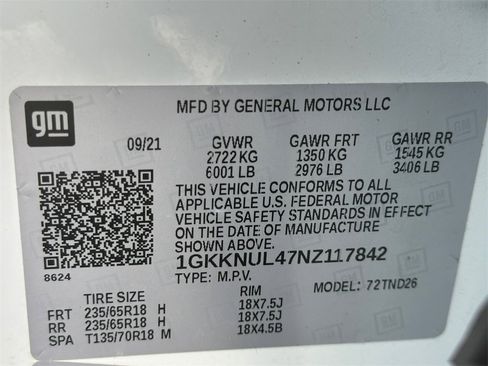 gm
MFD BY GENERAL MOTORS LLC
09/21 GVWR GAWR FRT GAWR RR
2722 KG 1350 KG 1545 KG
6001 LB 2976 LB 3406 LB
THIS VEHICLE CONFORMS TO ALL
APPLICABLE U.S. FEDERAL MOTOR
VEHICLE SAFETY STANDARDS IN EFFECT
ON THE DATE OF MANUFACTURE
SHOWN ABOVE.
8624
1GKKNUL47NZ117842
TYPE: M.P.V. MODEL: 72TND26
TIRE SIZE RIM
FRT 235/65R18 H 18X7.5J
RR 235/65R18 H 18X7.5J
SPA T135/70R18 M 18X4.5B